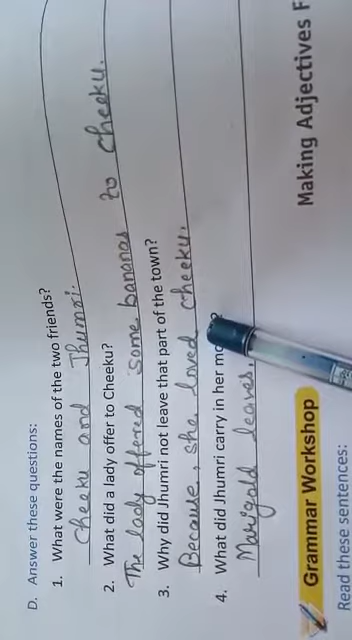 D. Answer these questions:
1. What were the names of the two friends?
Cheeku and Jhumri.
2. What did a lady offer to Cheeku?
The lady offered some bananas to cheeku.
3. Why did Jhumri not leave that part of the town?
Because, she loved cheeku.
4. What did Jhumri carry in her
Marigold leaves.
Grammar Workshop
Making Adjectives F
Read these sentences: